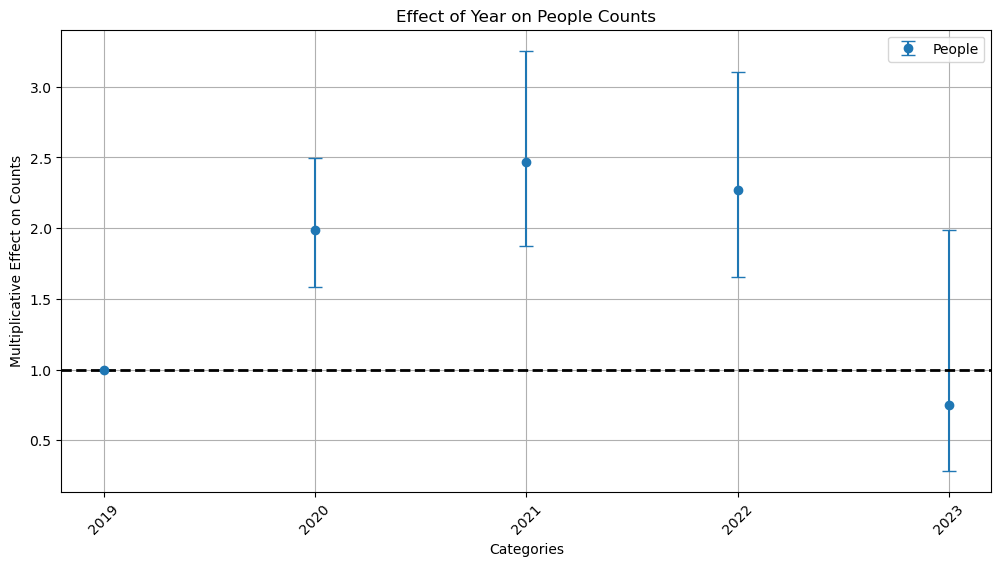 Effect of Year on People Counts
People
Multiplicative Effect on Counts
3.0
2.5
2.0
1.5
1.0
0.5
2019
2020
2021
2022
2023
Categories